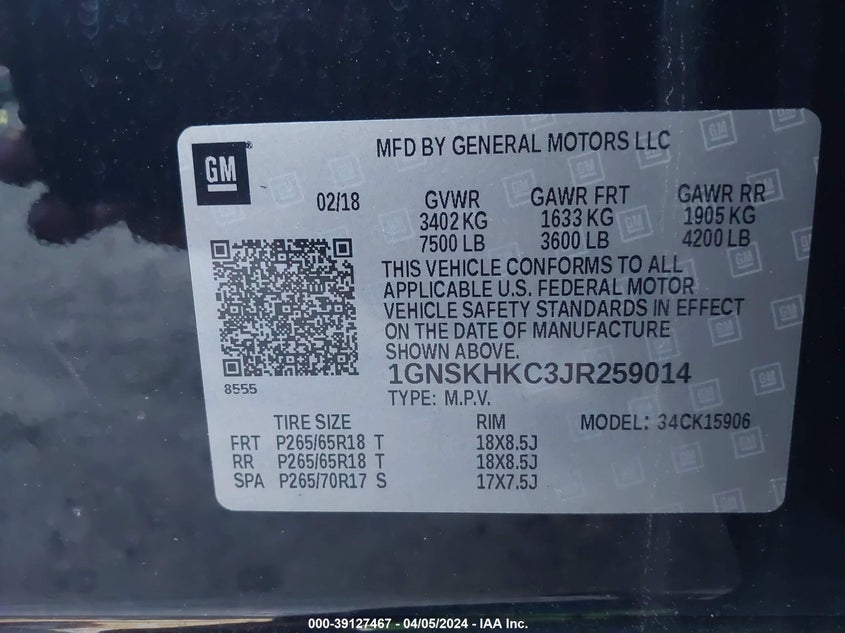 GM
MFD BY GENERAL MOTORS LLC
02/18 GVWR GAWR FRT GAWR RR
3402 KG 1633 KG 1905 KG
7500 LB 3600 LB 4200 LB
THIS VEHICLE CONFORMS TO ALL
APPLICABLE U.S. FEDERAL MOTOR
VEHICLE SAFETY STANDARDS IN EFFECT
ON THE DATE OF MANUFACTURE
SHOWN ABOVE.
8555
1GNSKHKC3JR259014
TYPE: M.P.V.
TIRE SIZE RIM MODEL: 34CK15906
FRT P265/65R18 T 18X8.5J
RR P265/65R18 T 18X8.5J
SPA P265/70R17 S 17X7.5J
000-39127467 - 04/05/2024 - IAA Inc.